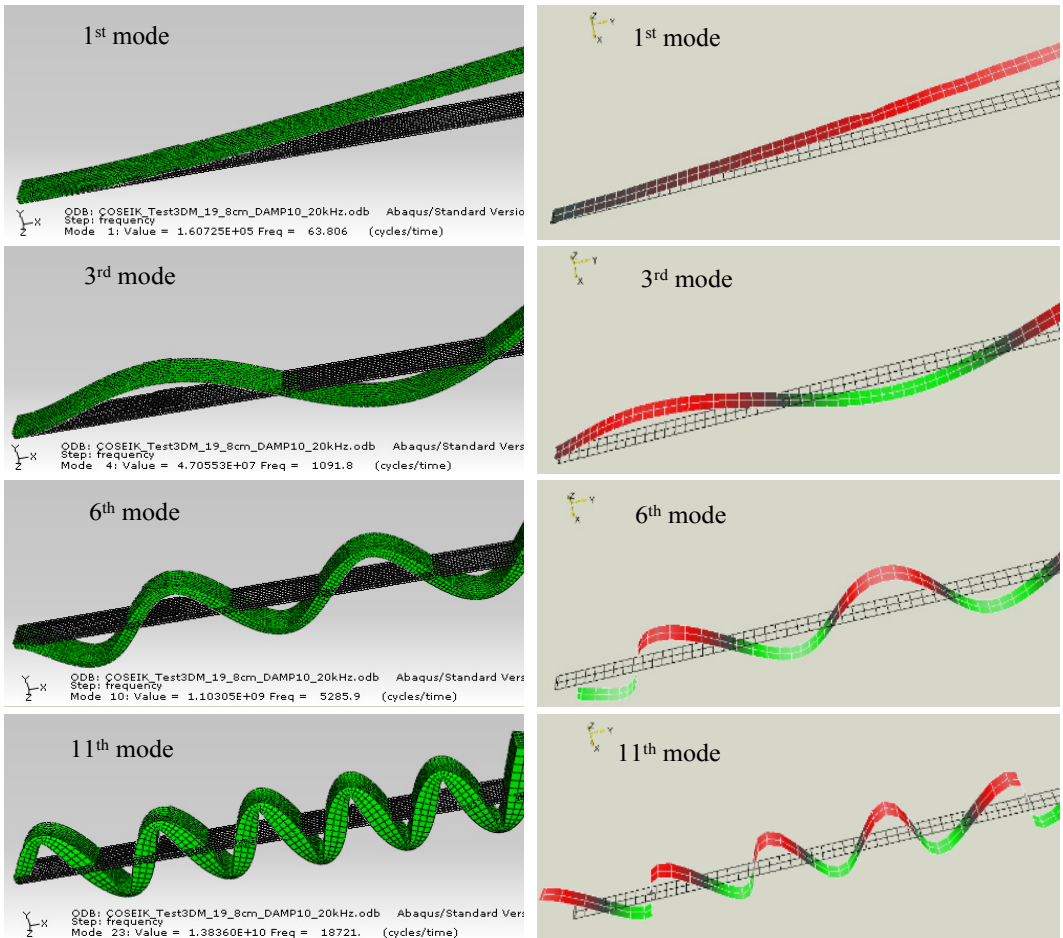 1st mode
Y
X
Z
ODB: COSEIK_Test3DM_19_8cm_DAMP10_20kHz.odb Abaqus/Standard Versio
Step: frequency
Mode 1: Value = 1.60725E+05 Freq = 63.806 (cycles/time)
1st mode
Z
Y
X
3rd mode
Y
X
Z
ODB: COSEIK_Test3DM_19_8cm_DAMP10_20kHz.odb Abaqus/Standard Vers
Step: frequency
Mode 4: Value = 4.70553E+07 Freq = 1091.8 (cycles/time)
3rd mode
Z
Y
X
6th mode
Y
X
Z
ODB: COSEIK_Test3DM_19_8cm_DAMP10_20kHz.odb Abaqus/Standard Vers
Step: frequency
Mode 10: Value = 1.10305E+09 Freq = 5285.9 (cycles/time)
6th mode
Z
Y
X
11th mode
Y
X
Z
ODB: COSEIK_Test3DM_19_8cm_DAMP10_20kHz.odb Abaqus/Standard Vers
Step: frequency
Mode 23: Value = 1.38360E+10 Freq = 18721. (cycles/time)
11th mode
Z
Y
X